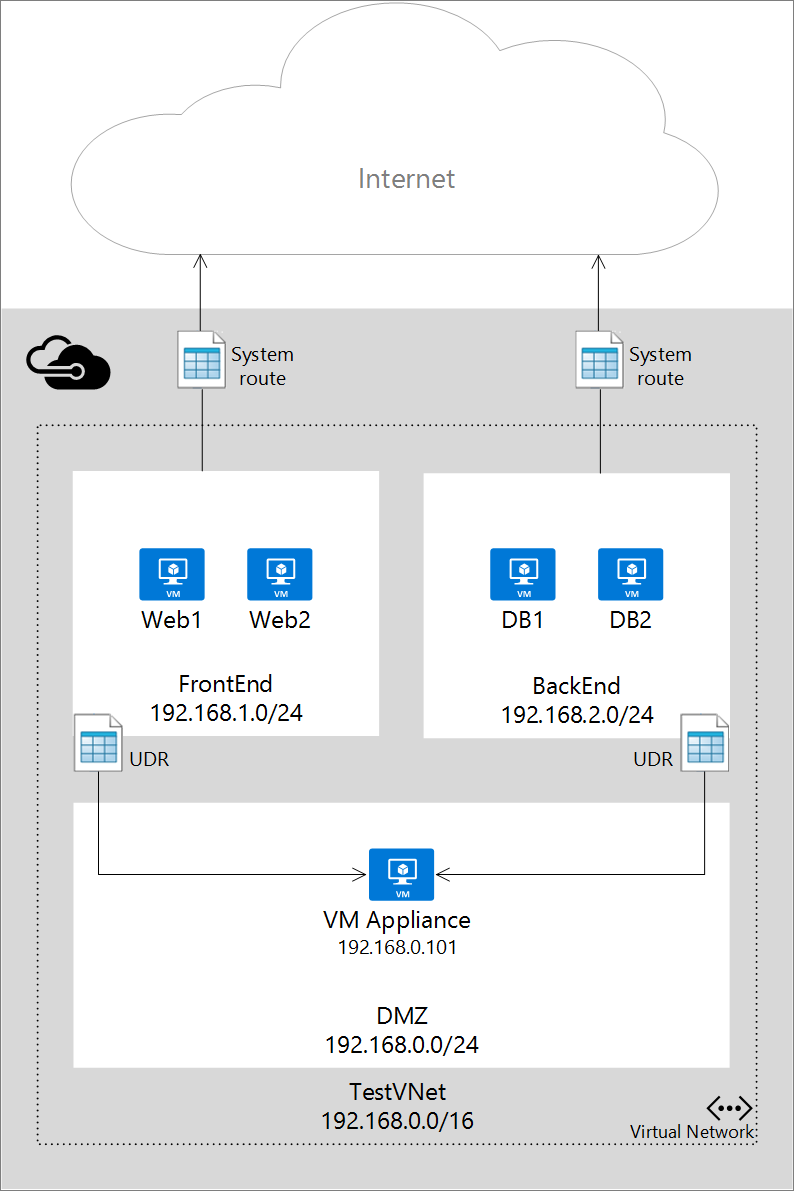 Internet
System
route
System
route
VM
VM
VM
VM
Web1
Web2
DB1
DB2
FrontEnd
192.168.1.0/24
BackEnd
192.168.2.0/24
UDR
UDR
VM
VM Appliance
192.168.0.101
DMZ
192.168.0.0/24
TestVNet
192.168.0.0/16
Virtual Network